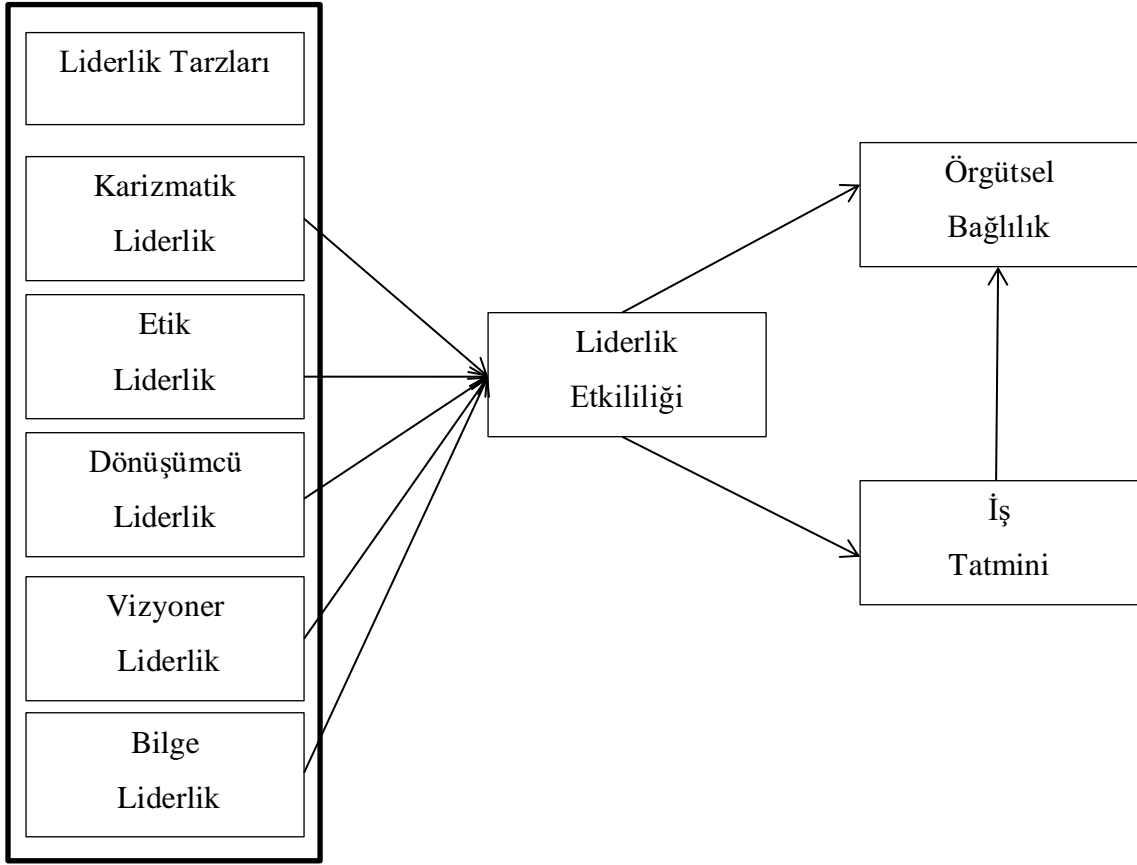 Liderlik Tarzları
Karizmatik
Liderlik
Etik
Liderlik
Dönüşümcü
Liderlik
Vizyoner
Liderlik
Bilge
Liderlik
Liderlik
Etkililiği
Örgütsel
Bağlılık
İş
Tatmini